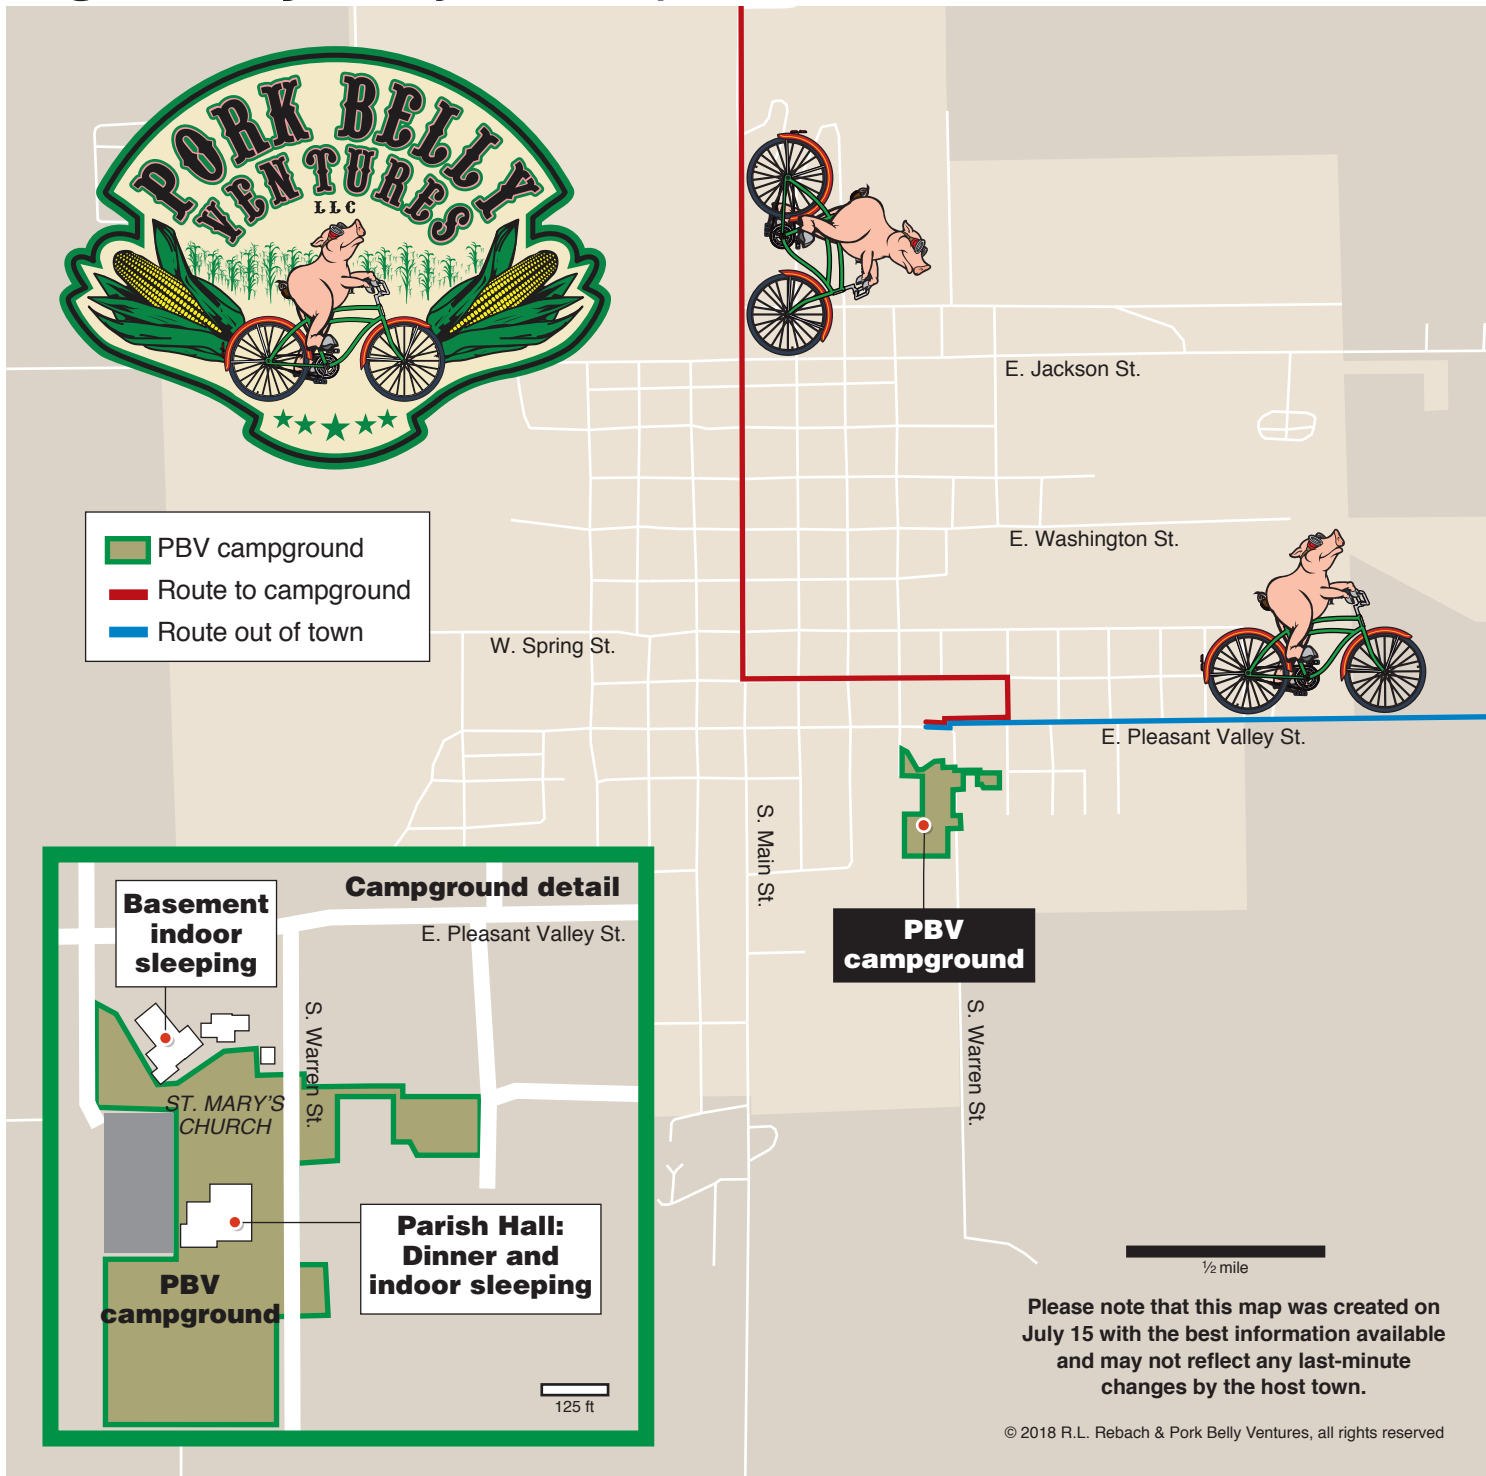 PORK BELLY
VENTURES
LLC
E. Jackson St.
PBV campground
Route to campground
Route out of town
E. Washington St.
W. Spring St.
E. Pleasant Valley St.
S. Main St.
PBV
campground
S. Warren St.
Campground detail
Basement
indoor
sleeping
E. Pleasant Valley St.
S. Warren St.
ST. MARY'S
CHURCH
Parish Hall:
Dinner and
indoor sleeping
PBV
campground
125 ft
½ mile
Please note that this map was created on
July 15 with the best information available
and may not reflect any last-minute
changes by the host town.
© 2018 R.L. Rebach & Pork Belly Ventures, all rights reserved